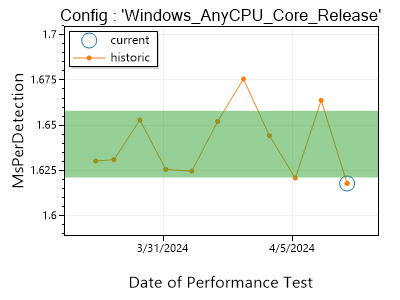 Config : 'Windows_AnyCPU_Core_Release'
current
historic
MsPerDetection
1.7
1.675
1.65
1.625
1.6
3/31/2024
4/5/2024
Date of Performance Test